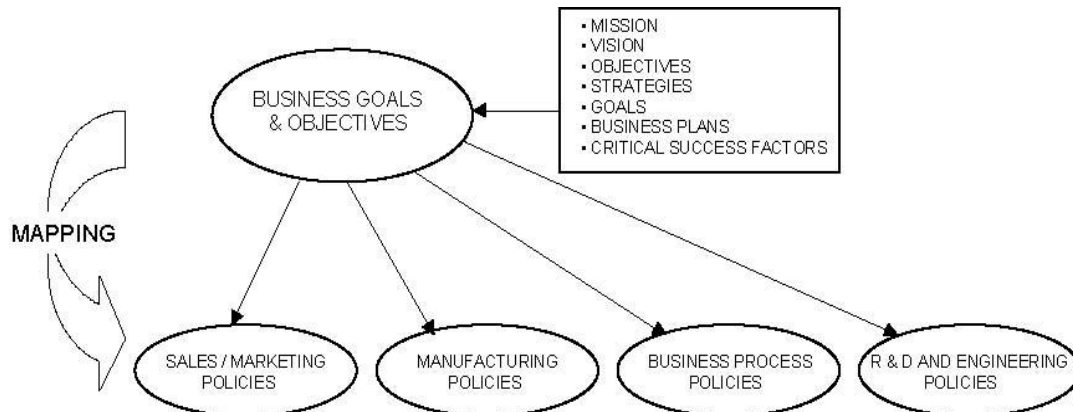 • MISSION
• VISION
• OBJECTIVES
• STRATEGIES
• GOALS
• BUSINESS PLANS
• CRITICAL SUCCESS FACTORS
BUSINESS GOALS
& OBJECTIVES
MAPPING
SALES / MARKETING
POLICIES
MANUFACTURING
POLICIES
BUSINESS PROCESS
POLICIES
R & D AND ENGINEERING
POLICIES